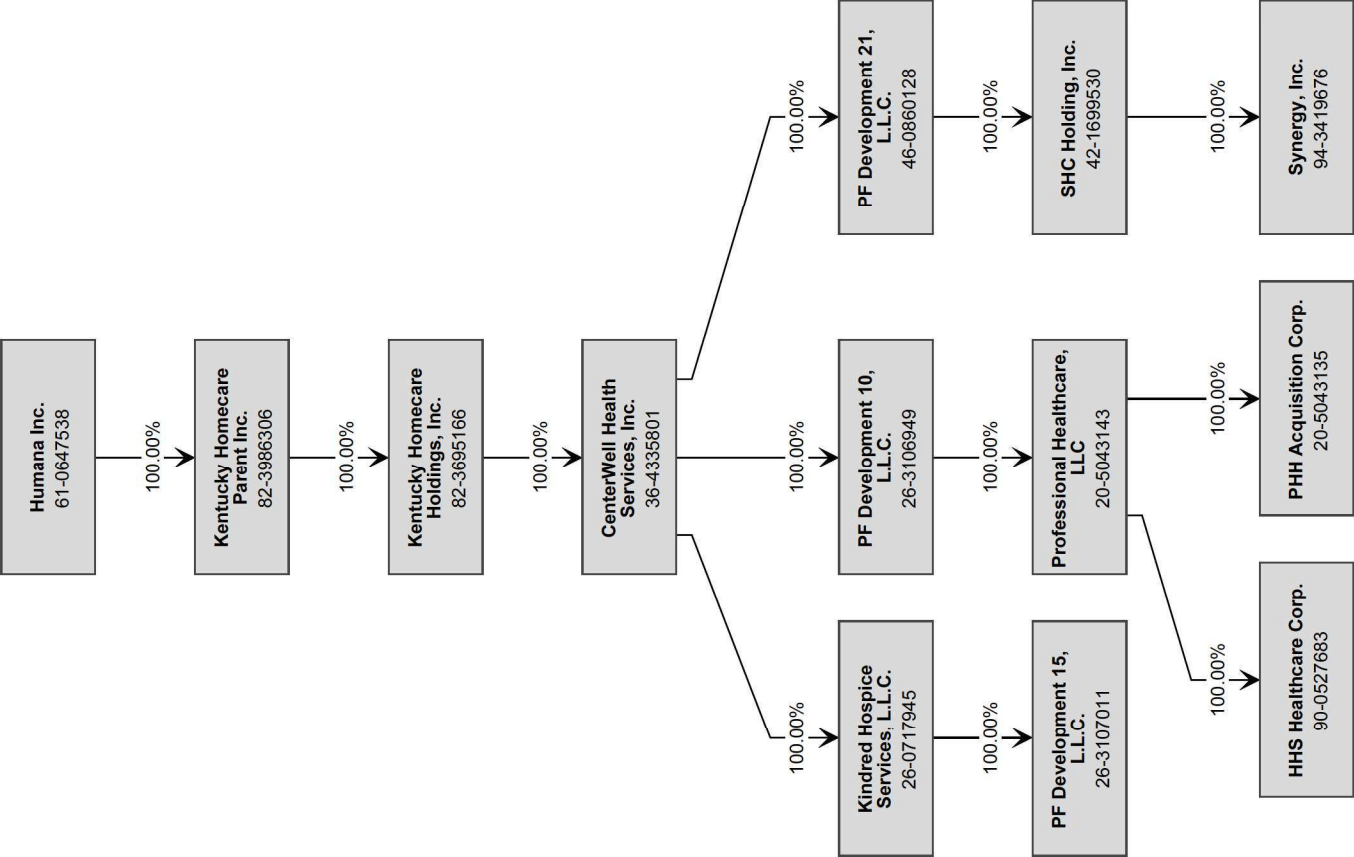 Humana Inc.
61-0647538
100.00%
Kentucky Homecare
Parent Inc.
82-3986306
100.00%
Kentucky Homecare
Holdings, Inc.
82-3695166
100.00%
CenterWell Health
Services, Inc.
36-4335801
100.00%
100.00%
100.00%
Kindred Hospice
Services, L.L.C.
26-0717945
PF Development 10,
L.L.C.
26-3106949
PF Development 21,
L.L.C.
46-0860128
100.00%
100.00%
100.00%
PF Development 15,
L.L.C.
26-3107011
Professional Healthcare,
LLC
20-5043143
SHC Holding, Inc.
42-1699530
100.00%
100.00%
100.00%
HHS Healthcare Corp.
90-0527683
PHH Acquisition Corp.
20-5043135
Synergy, Inc.
94-3419676